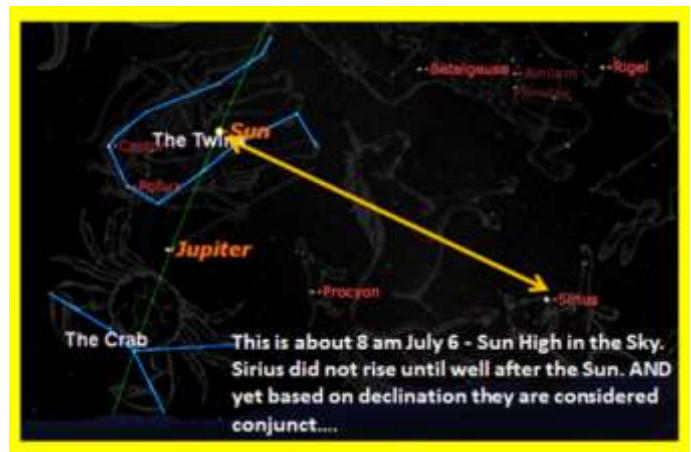 Betelgeuse
Alnilam
Rigel
The Twins
Sun
Castor
Pollux
Jupiter
Procyon
Sirius
The Crab
This is about 8 am July 6 - Sun High in the Sky.
Sirius did not rise until well after the Sun. AND
yet based on declination they are considered
conjunct....